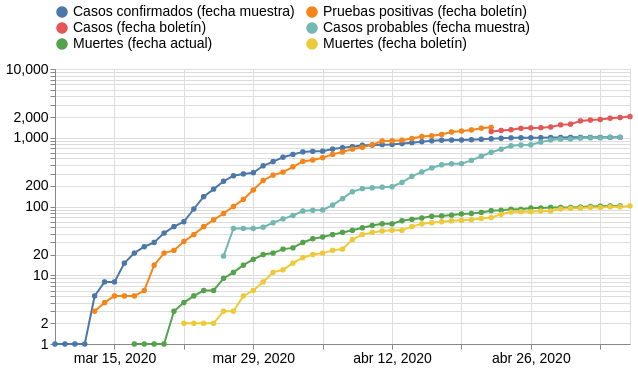 Casos confirmados (fecha muestra) Pruebas positivas (fecha boletín)
Casos (fecha boletín) Casos probables (fecha muestra)
Muertes (fecha actual) Muertes (fecha boletín)
10,000
2,000
1,000
200
100
20
10
2
1
mar 15, 2020 mar 29, 2020 abr 12, 2020 abr 26, 2020